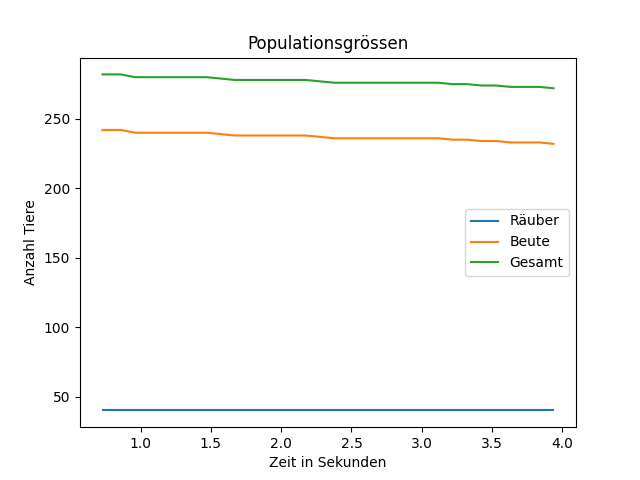 Populationsgrössen
Anzahl Tiere
250
200
150
100
50
Räuber
Beute
Gesamt
1.0 1.5 2.0 2.5 3.0 3.5 4.0
Zeit in Sekunden